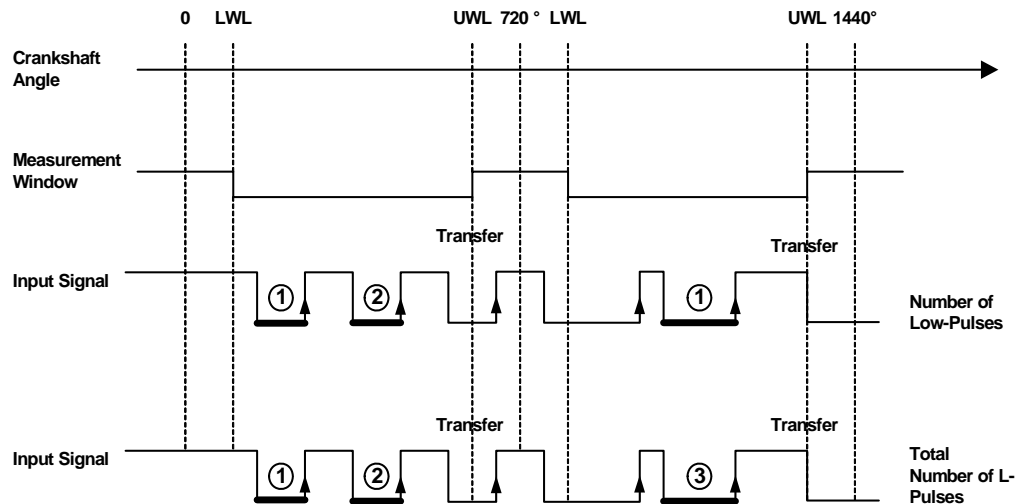 0 LWL UWL 720 ° LWL UWL 1440°
Crankshaft
Angle
Measurement
Window
Transfer Transfer
Input Signal
1 2 1
Number of
Low-Pulses
Transfer Transfer
Input Signal
1 2 3
Total
Number of L-
Pulses